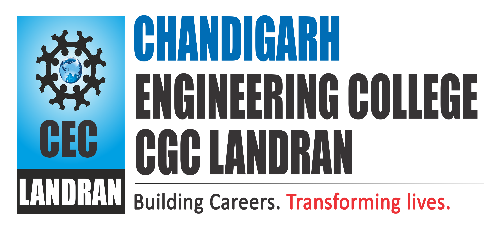 CEC
LANDRAN
CHANDIGARH
ENGINEERING COLLEGE
CGC LANDRAN
Building Careers. Transforming lives.